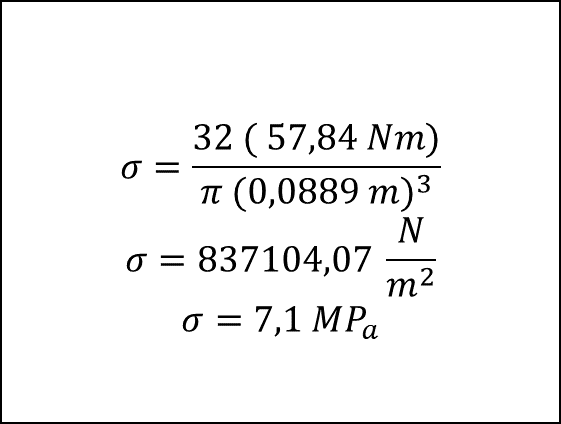 σ = 32 ( 57,84 Nm) / π (0,0889 m)³
σ = 837104,07 N / m²
σ = 7,1 MPₐ